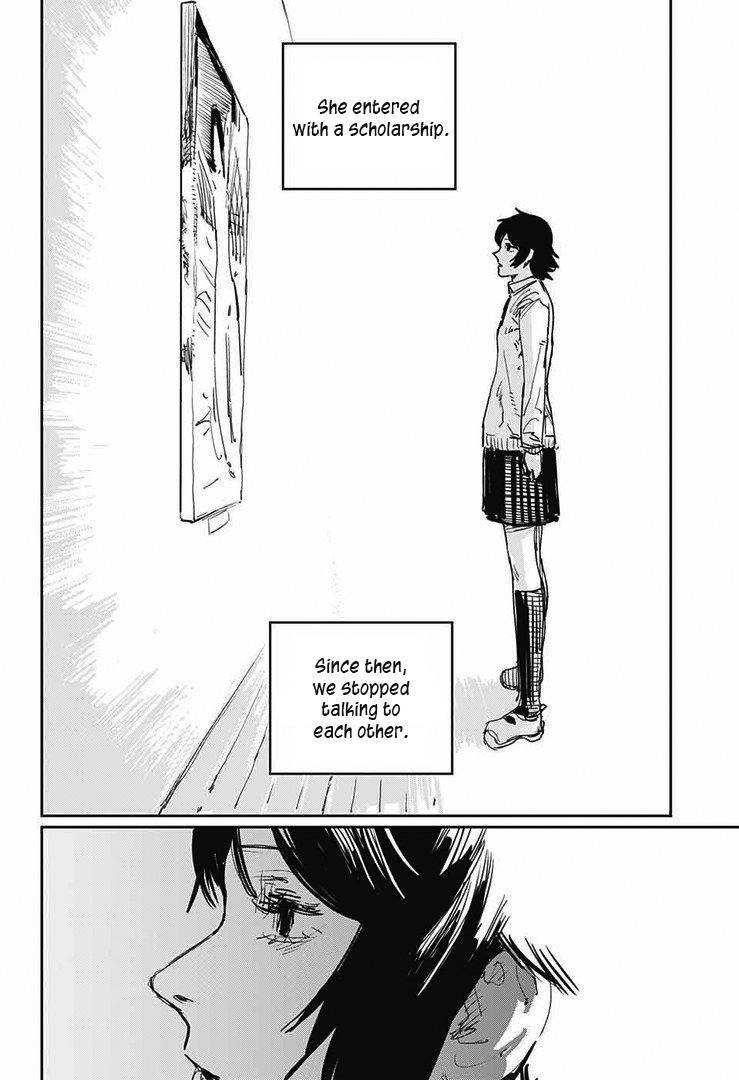 She entered
with a scholarship.
Since then,
we stopped
talking to
each other.